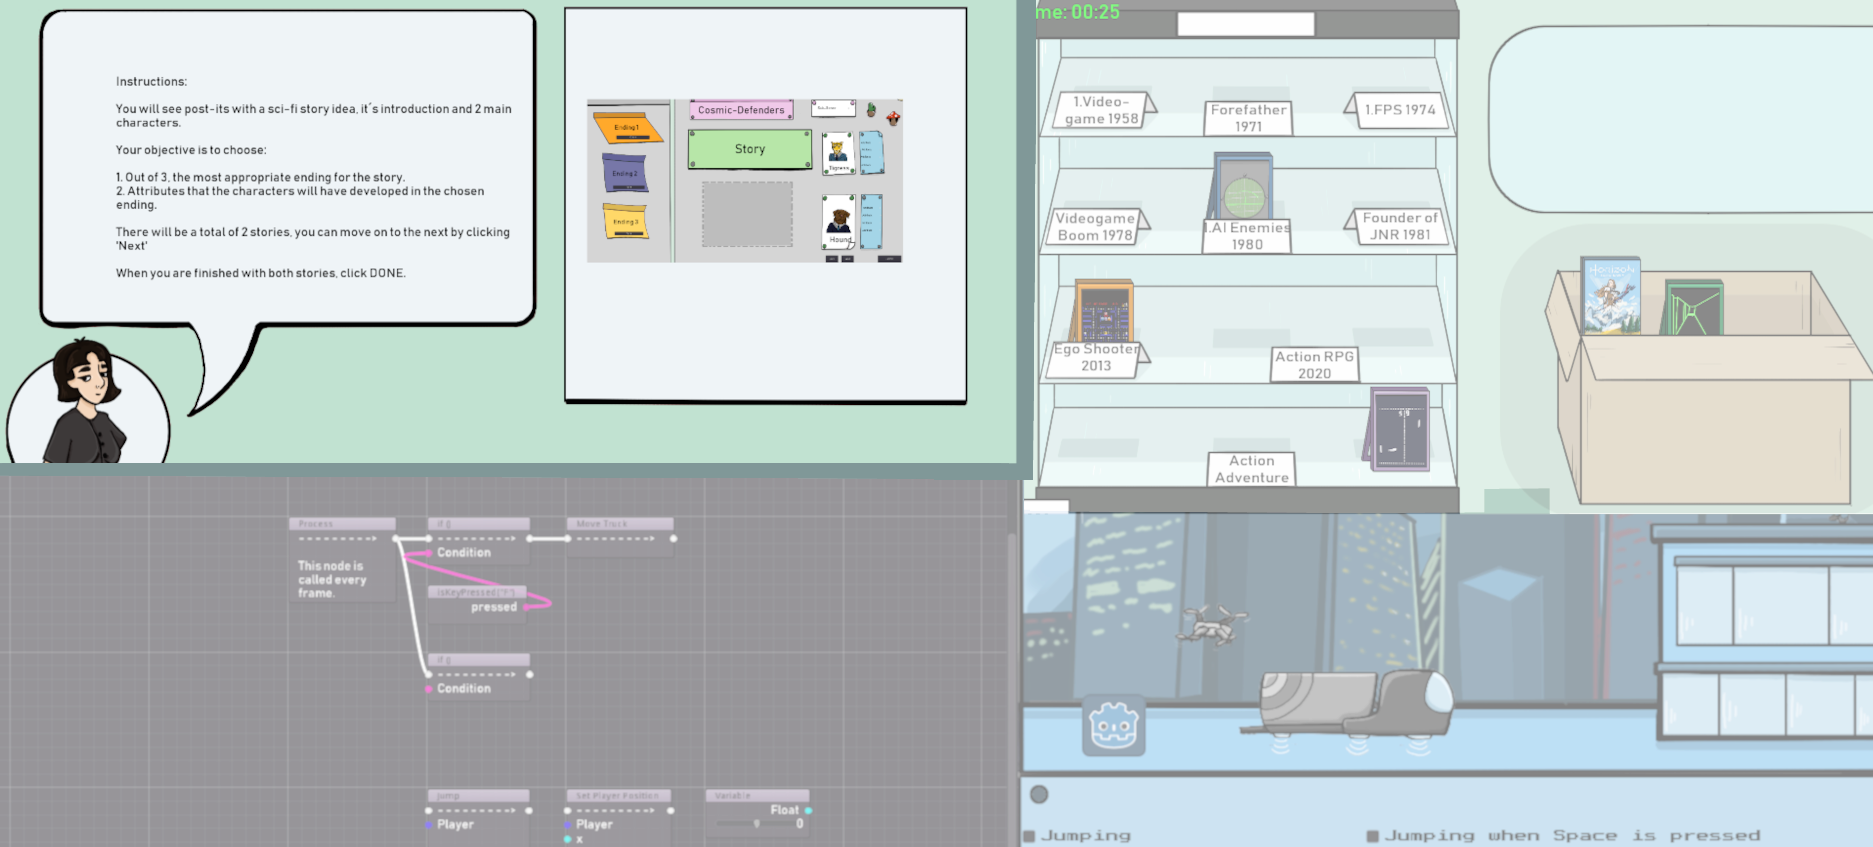 Instructions:
You will see post-its with a sci-fi story idea, it´s introduction and 2 main
characters.
Your objective is to choose:
1. Out of 3, the most appropriate ending for the story.
2. Attributes that the characters will have developed in the chosen
ending.
There will be a total of 2 stories, you can move on to the next by clicking
'Next'
When you are finished with both stories, click DONE.
Cosmic-Defenders
Ending 1
Story
Ending 2
Ending 3
Hound
me: 00:25
1.Video-
game 1958
Forefather
1971
1.FPS 1974
Videogame
Boom 1978
1.AI Enemies
1980
Founder of
JNR 1981
Horizon
Ego Shooter
2013
Action RPG
2020
Action
Adventure
Process
if ()
Move Truck
Condition
This node is
called every
frame.
pressed
if ()
Condition
Jump
Set Player Position
Variable
Float
Player
Player
0
x
Jumping
Jumping when Space is pressed